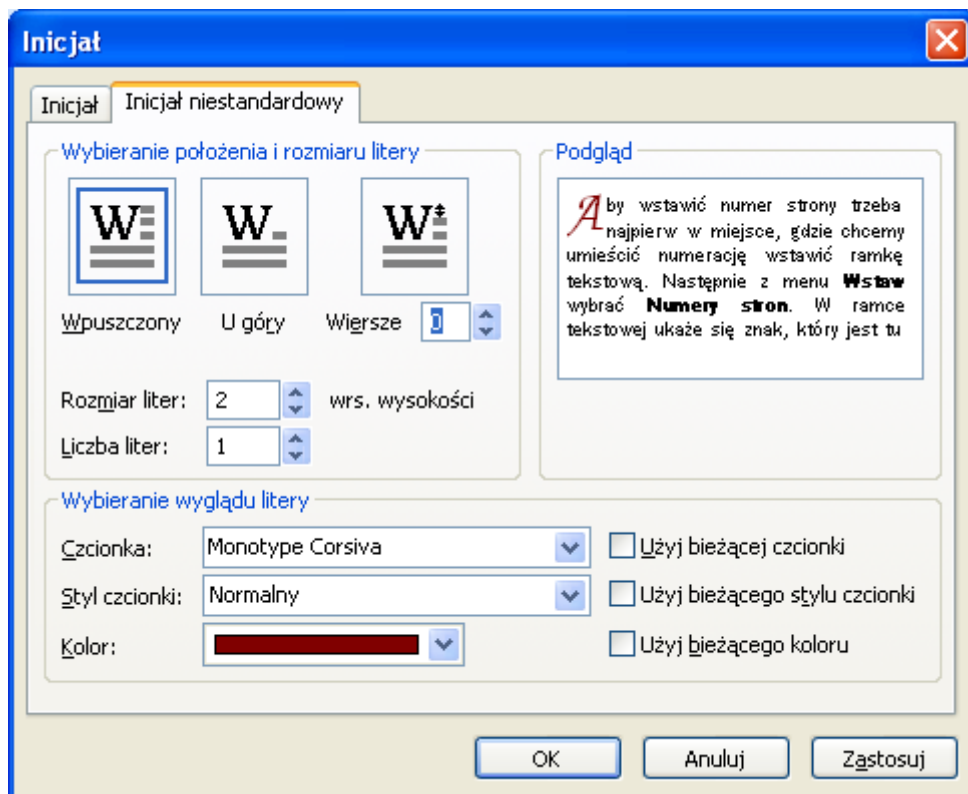 Inicjał
Inicjał
Inicjał niestandardowy
Wybieranie położenia i rozmiaru litery
W
W
W
Wpuszczony
U góry
Wiersze
0
Rozmiar liter:
2
wrs. wysokości
Liczba liter:
1
Podgląd
Aby wstawić numer strony trzeba
najpierw w miejsce, gdzie chcemy
umieścić numerację wstawić ramkę
tekstową. Następnie z menu Wstaw
wybrać Numery stron. W ramce
tekstowej ukaże się znak, który jest tu
Wybieranie wyglądu litery
Czcionka:
Monotype Corsiva
Użyj bieżącej czcionki
Styl czcionki:
Normalny
Użyj bieżącego stylu czcionki
Kolor:
Użyj bieżącego koloru
OK
Anuluj
Zastosuj